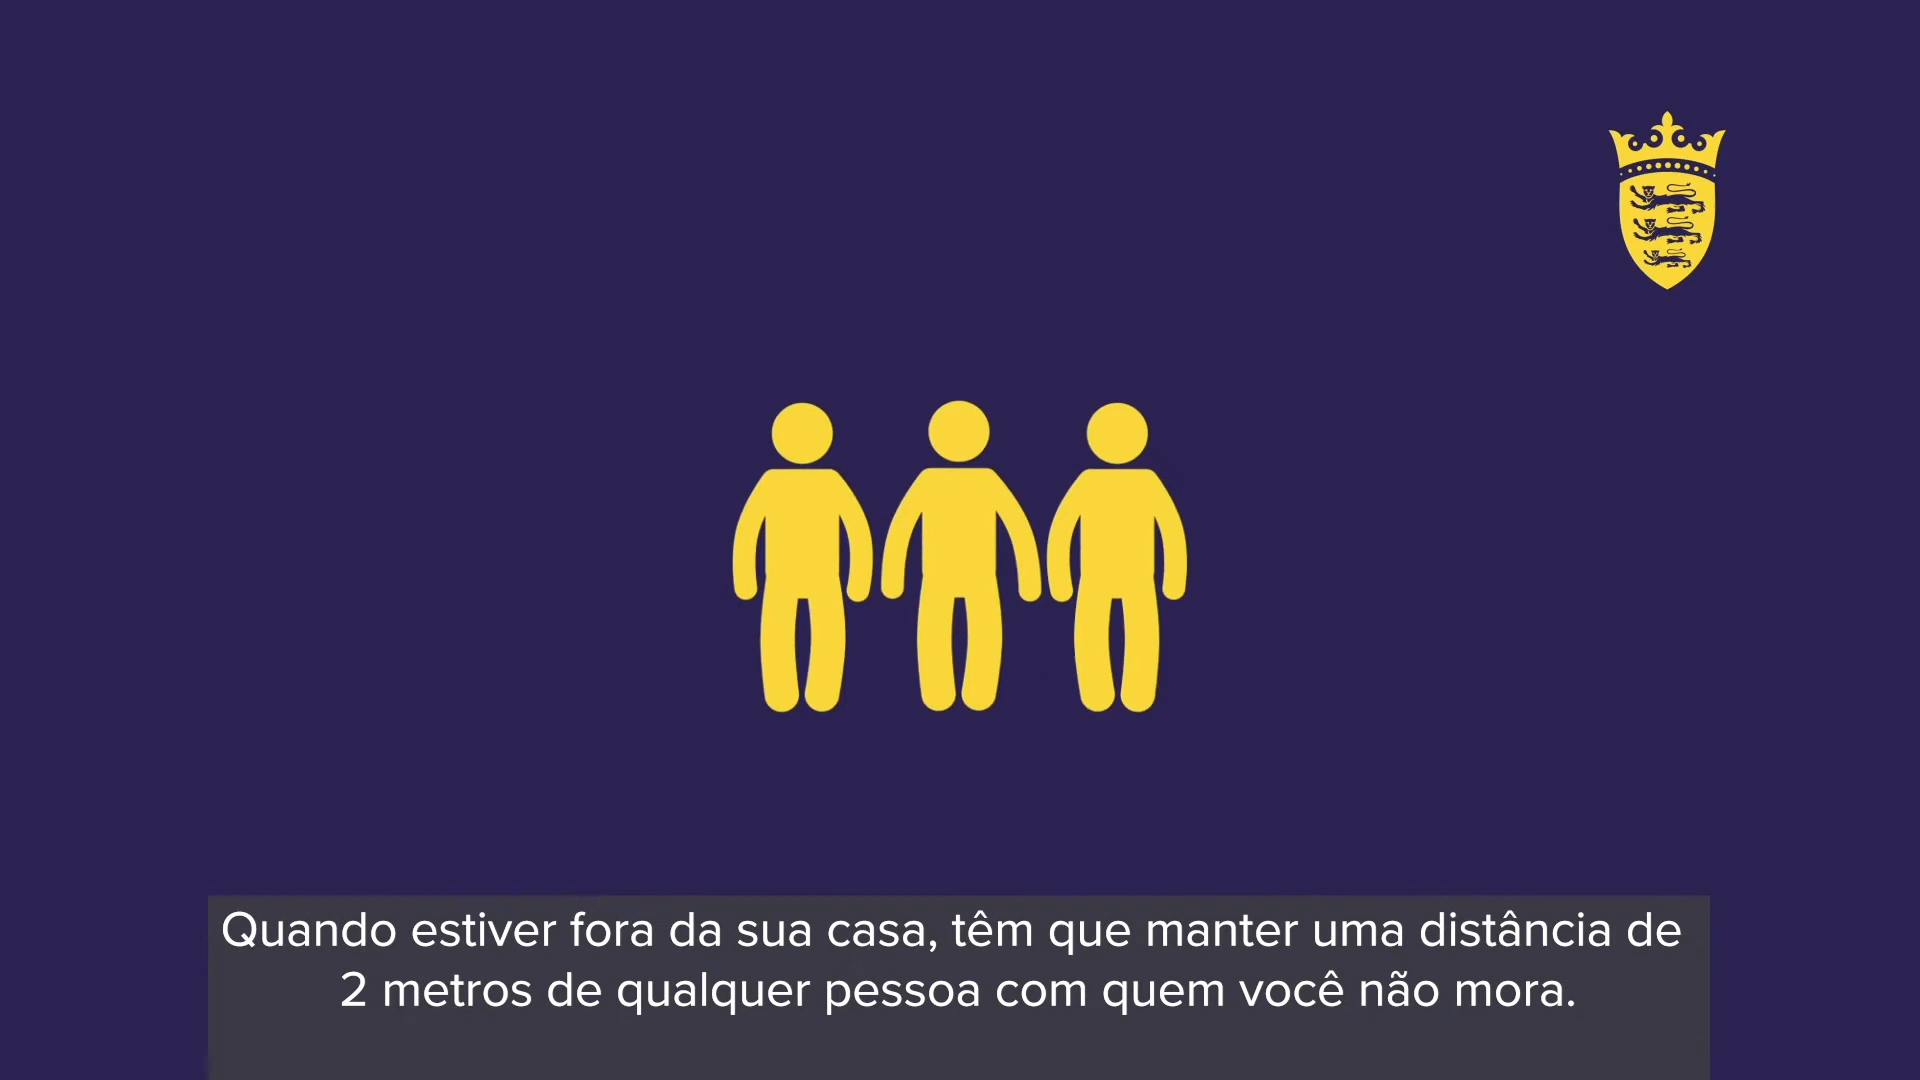 Quando estiver fora da sua casa, têm que manter uma distância de
2 metros de qualquer pessoa com quem você não mora.